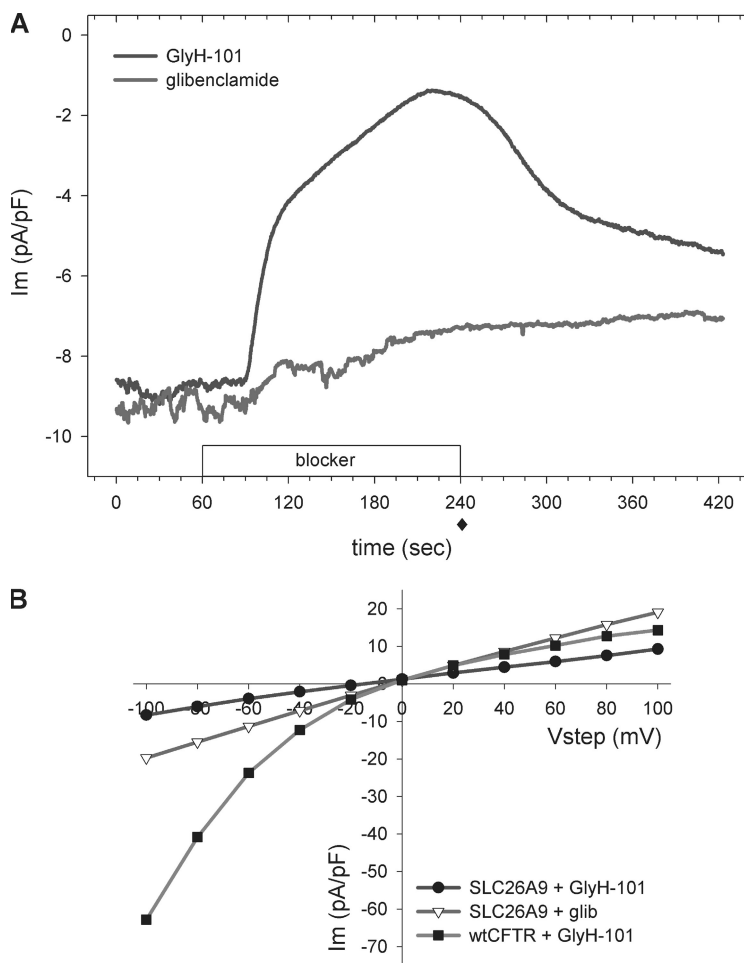 A
0
GlyH-101
glibenclamide
-2
-4
-6
-8
-10
Im (pA/pF)
blocker
0 60 120 180 240 300 360 420
time (sec)
B
20
10
0
-100 -80 -60 -40 -20 0 20 40 60 80 100
-10
Vstep (mV)
-20
-30
-40
-50
-60
-70
Im (pA/pF)
SLC26A9 + GlyH-101
SLC26A9 + glib
wtCFTR + GlyH-101